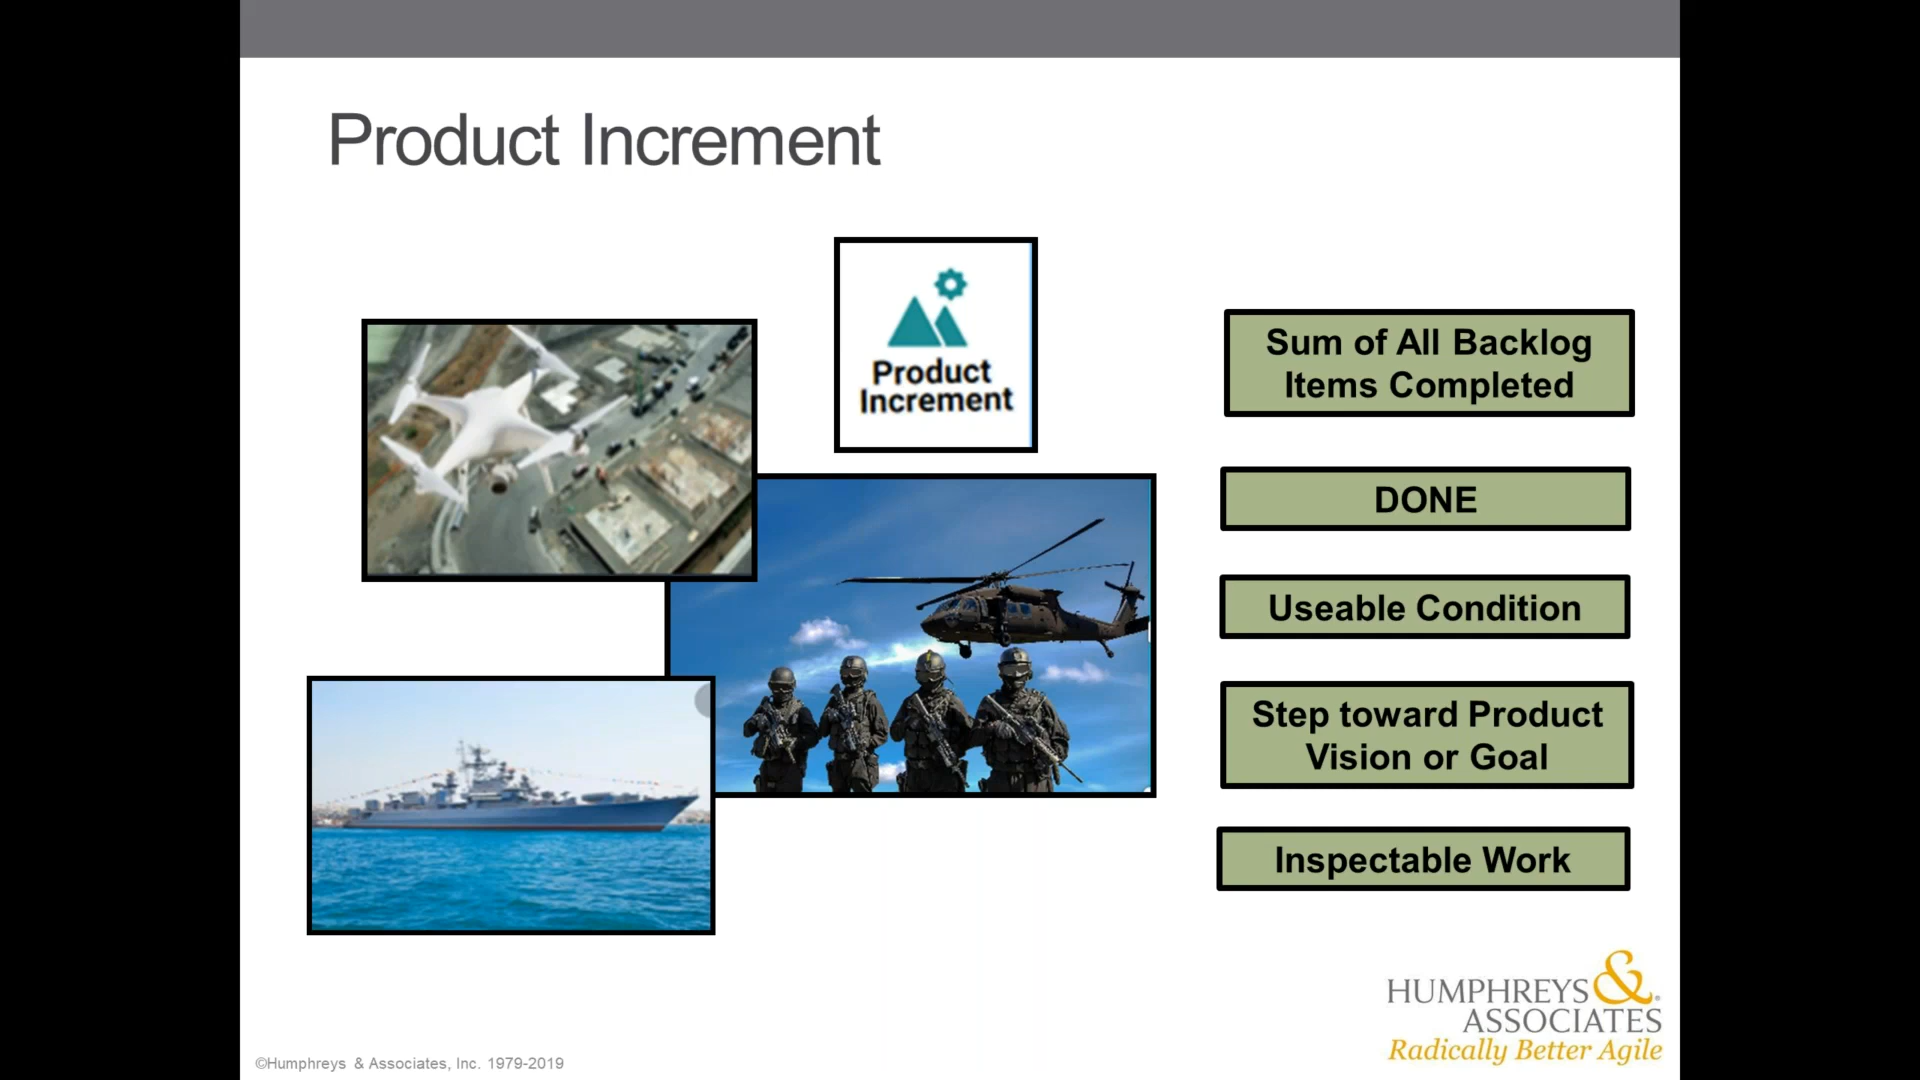 Product Increment
Product
Increment
Sum of All Backlog
Items Completed
DONE
Useable Condition
Step toward Product
Vision or Goal
Inspectable Work
HUMPHREYS &®
ASSOCIATES
Radically Better Agile
©Humphreys & Associates, Inc. 1979-2019